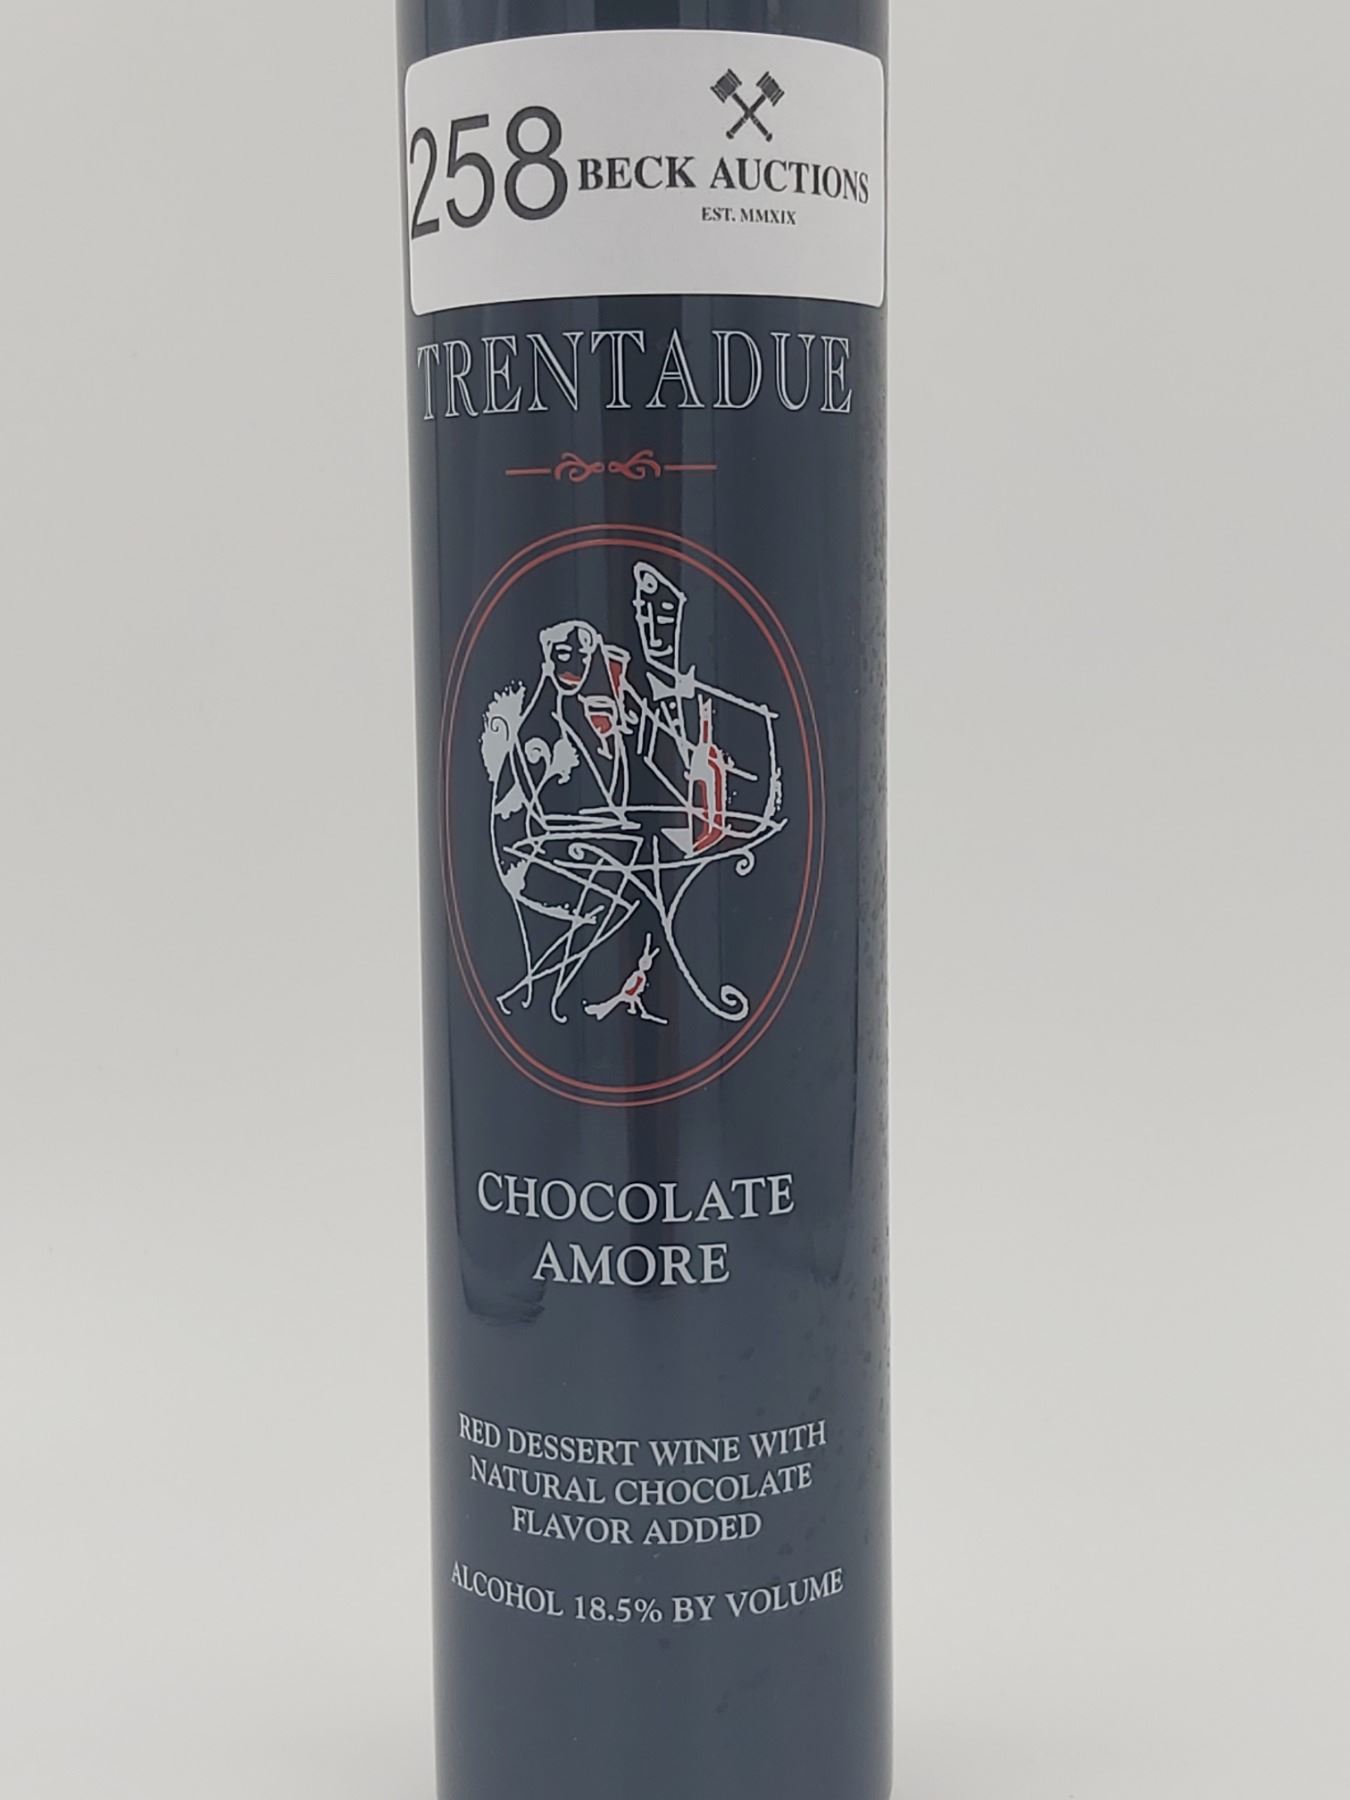 258
BECK AUCTIONS
EST. MMXIX
TRENTADUE
CHOCOLATE
AMORE
RED DESSERT WINE WITH
NATURAL CHOCOLATE
FLAVOR ADDED
ALCOHOL 18.5% BY VOLUME